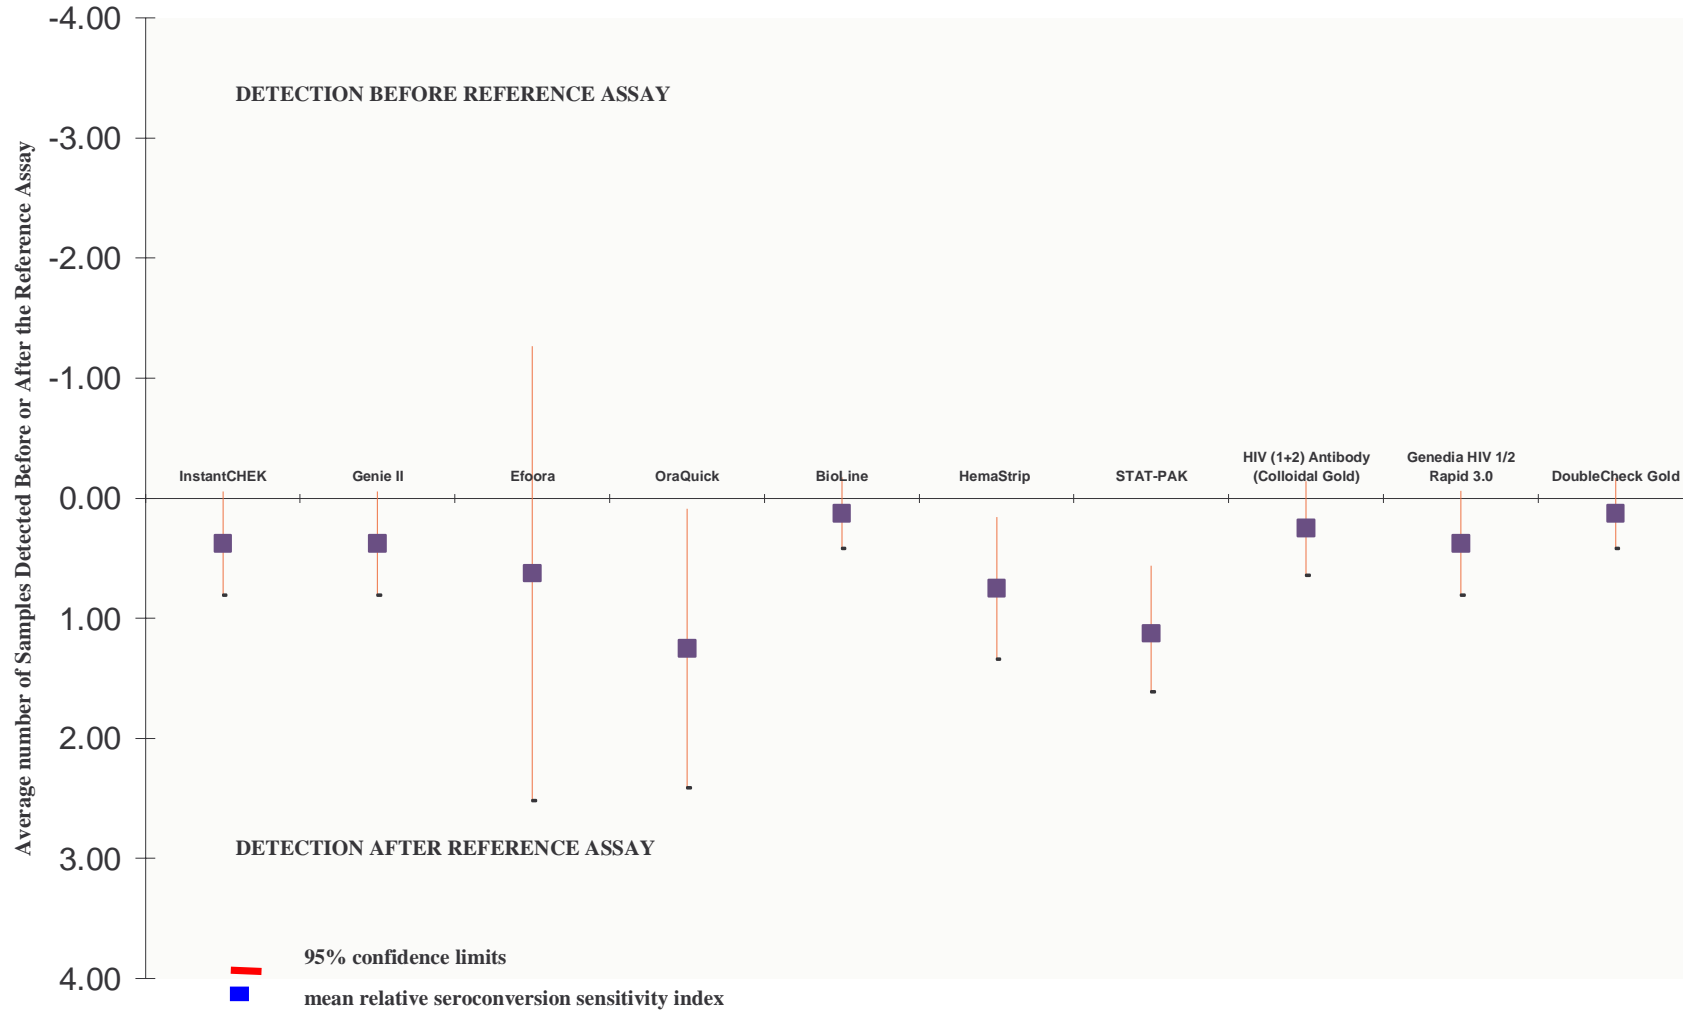 -4.00
DETECTION BEFORE REFERENCE ASSAY
-3.00
-2.00
-1.00
Average number of Samples Detected Before or After the Reference Assay
InstantCHEK
Genie II
Efoora
OraQuick
BioLine
HemaStrip
STAT-PAK
HIV (1+2) Antibody
(Colloidal Gold)
Genedia HIV 1/2
Rapid 3.0
DoubleCheck Gold
0.00
1.00
2.00
DETECTION AFTER REFERENCE ASSAY
3.00
95% confidence limits
4.00
mean relative seroconversion sensitivity index